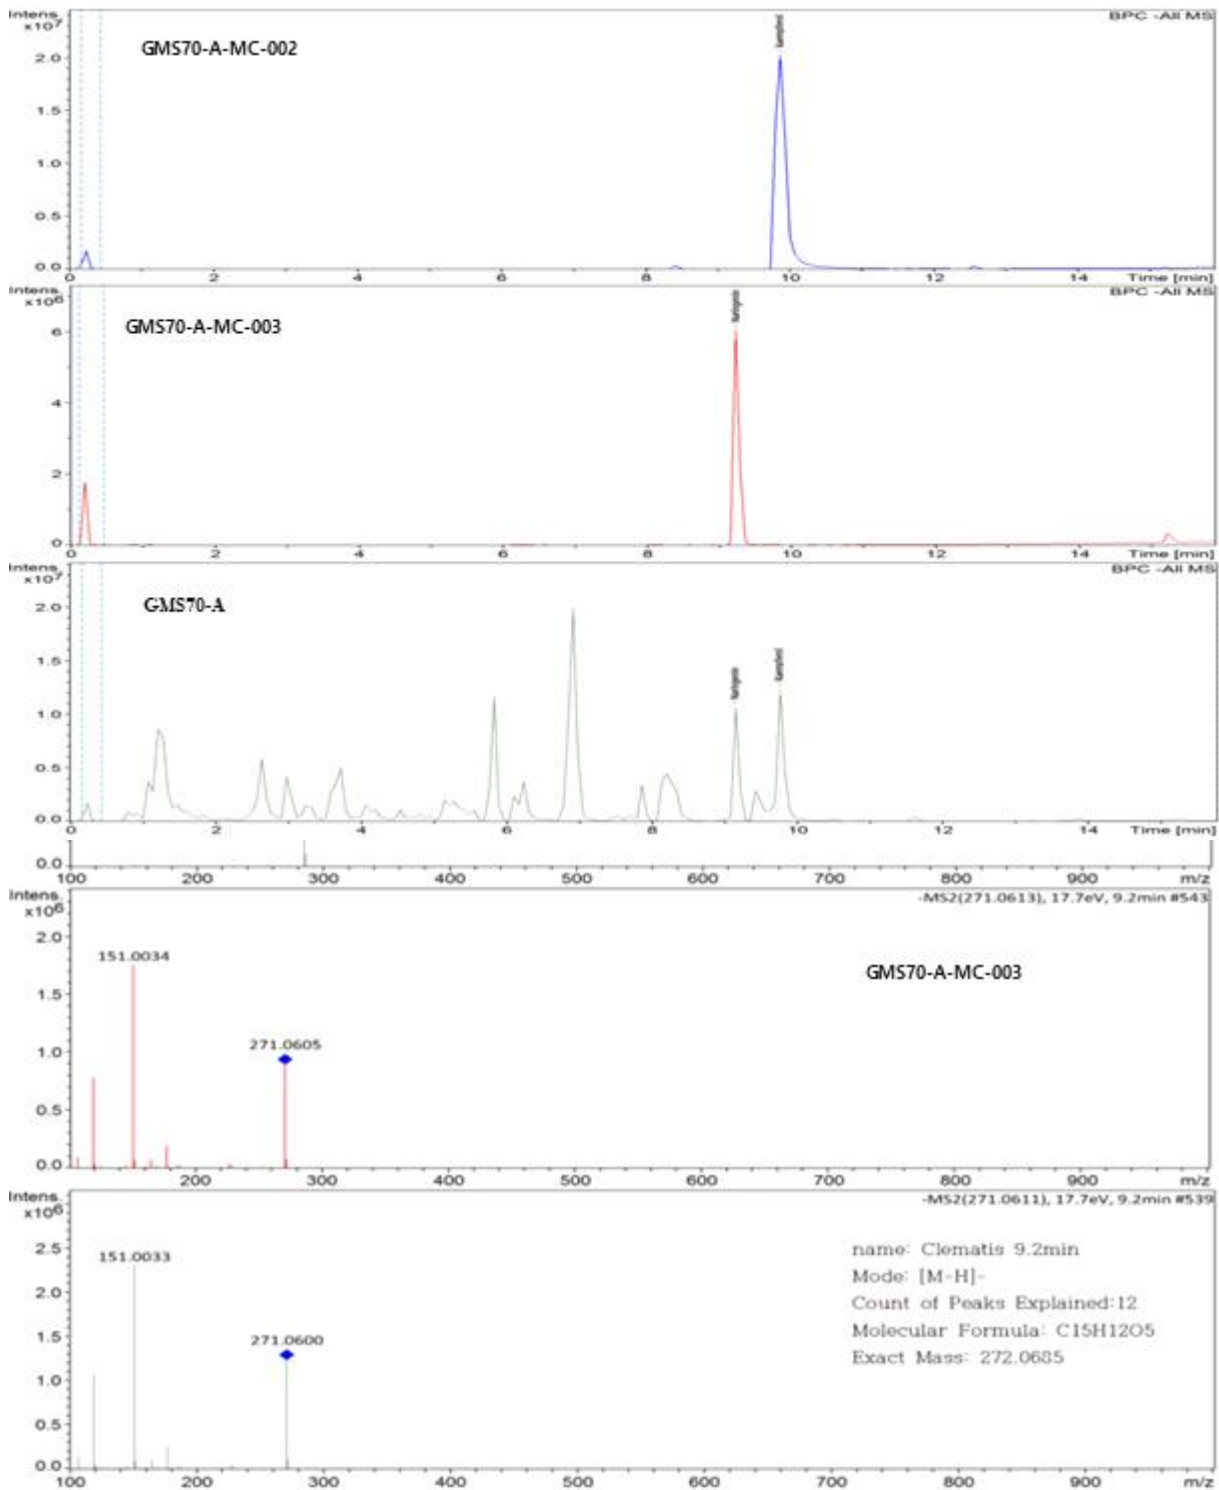 Intens.
x10⁷
BPC -All MS
GMS70-A-MC-002
Kaempferol
2.0
1.5
1.0
0.5
0.0
0 2 4 6 8 10 12 14 Time [min]
Intens.
x10⁶
BPC -All MS
GMS70-A-MC-003
Naringenin
6
4
2
0
0 2 4 6 8 10 12 14 Time [min]
Intens.
x10⁷
BPC -All MS
GMS70-A
Naringenin Kaempferol
2.0
1.5
1.0
0.5
0.0
0 2 4 6 8 10 12 14 Time [min]
0.0
100 200 300 400 500 600 700 800 900 m/z
Intens.
x10⁶
-MS2(271.0613), 17.7eV, 9.2min #543
2.0
151.0034
GMS70-A-MC-003
1.5
271.0605
1.0
0.5
0.0
200 300 400 500 600 700 800 900 m/z
Intens.
x10⁶
-MS2(271.0611), 17.7eV, 9.2min #539
2.5
151.0033
name: Clematis 9.2min
Mode: [M-H]-
2.0
Count of Peaks Explained:12
1.5
Molecular Formula: C15H12O5
271.0600
Exact Mass: 272.0685
1.0
0.5
0.0
100 200 300 400 500 600 700 800 900 m/z